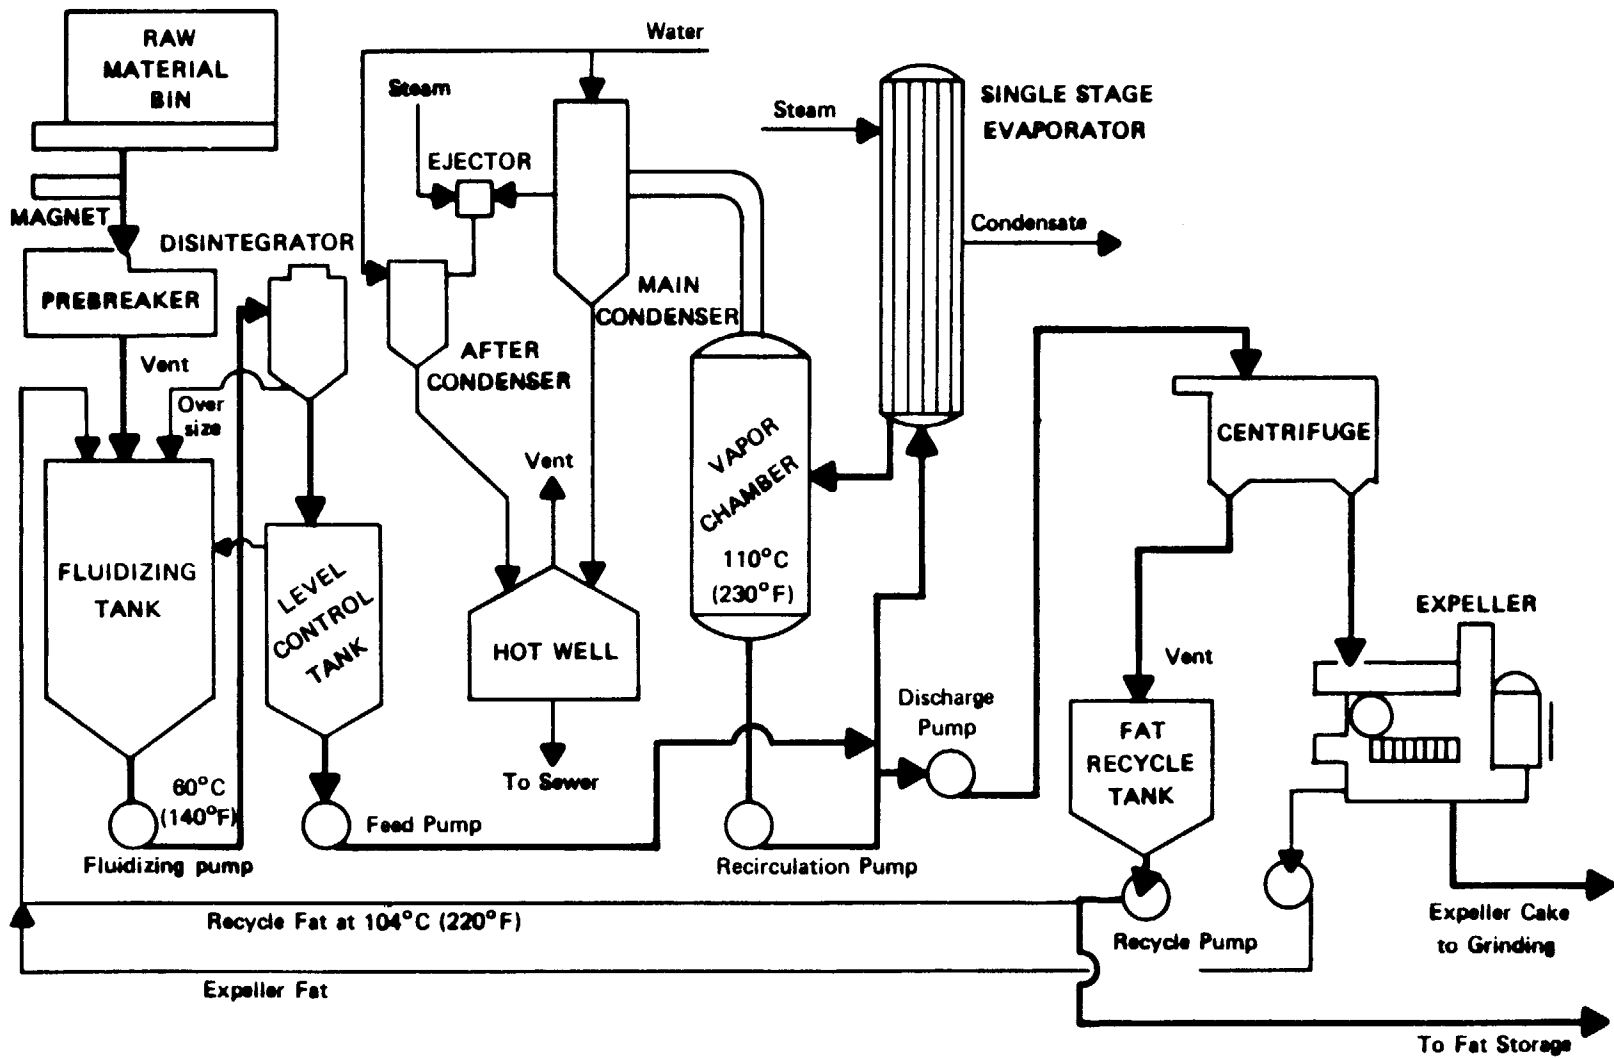 RAW
MATERIAL
BIN
MAGNET
PREBREAKER
DISINTEGRATOR
Vent
Over
size
FLUIDIZING
TANK
60°C
(140°F)
Fluidizing pump
LEVEL
CONTROL
TANK
Feed Pump
Water
Steam
EJECTOR
MAIN
CONDENSER
AFTER
CONDENSER
Vent
HOT WELL
To Sewer
VAPOR
CHAMBER
110°C
(230°F)
Recirculation Pump
Steam
SINGLE STAGE
EVAPORATOR
Condensate
Discharge
Pump
CENTRIFUGE
Vent
FAT
RECYCLE
TANK
Recycle Pump
EXPELLER
Expeller Cake
to Grinding
Recycle Fat at 104°C (220°F)
Expeller Fat
To Fat Storage